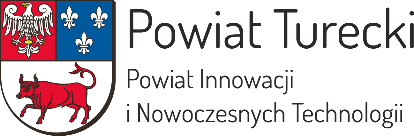 Powiat Turecki
Powiat Innowacji
i Nowoczesnych Technologii